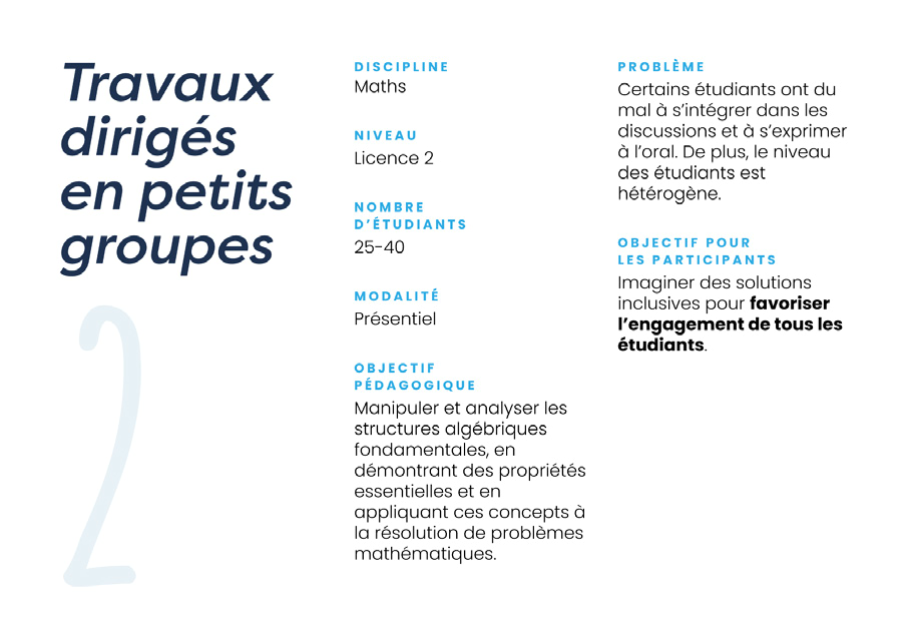 Travaux
dirigés
en petits
groupes
2
DISCIPLINE
Maths
NIVEAU
Licence 2
NOMBRE
D'ÉTUDIANTS
25-40
MODALITÉ
Présentiel
OBJECTIF
PÉDAGOGIQUE
Manipuler et analyser les
structures algébriques
fondamentales, en
démontrant des propriétés
essentielles et en
appliquant ces concepts à
la résolution de problèmes
mathématiques.
PROBLÈME
Certains étudiants ont du
mal à s'intégrer dans les
discussions et à s'exprimer
à l'oral. De plus, le niveau
des étudiants est
hétérogène.
OBJECTIF POUR
LES PARTICIPANTS
Imaginer des solutions
inclusives pour favoriser
l'engagement de tous les
étudiants.